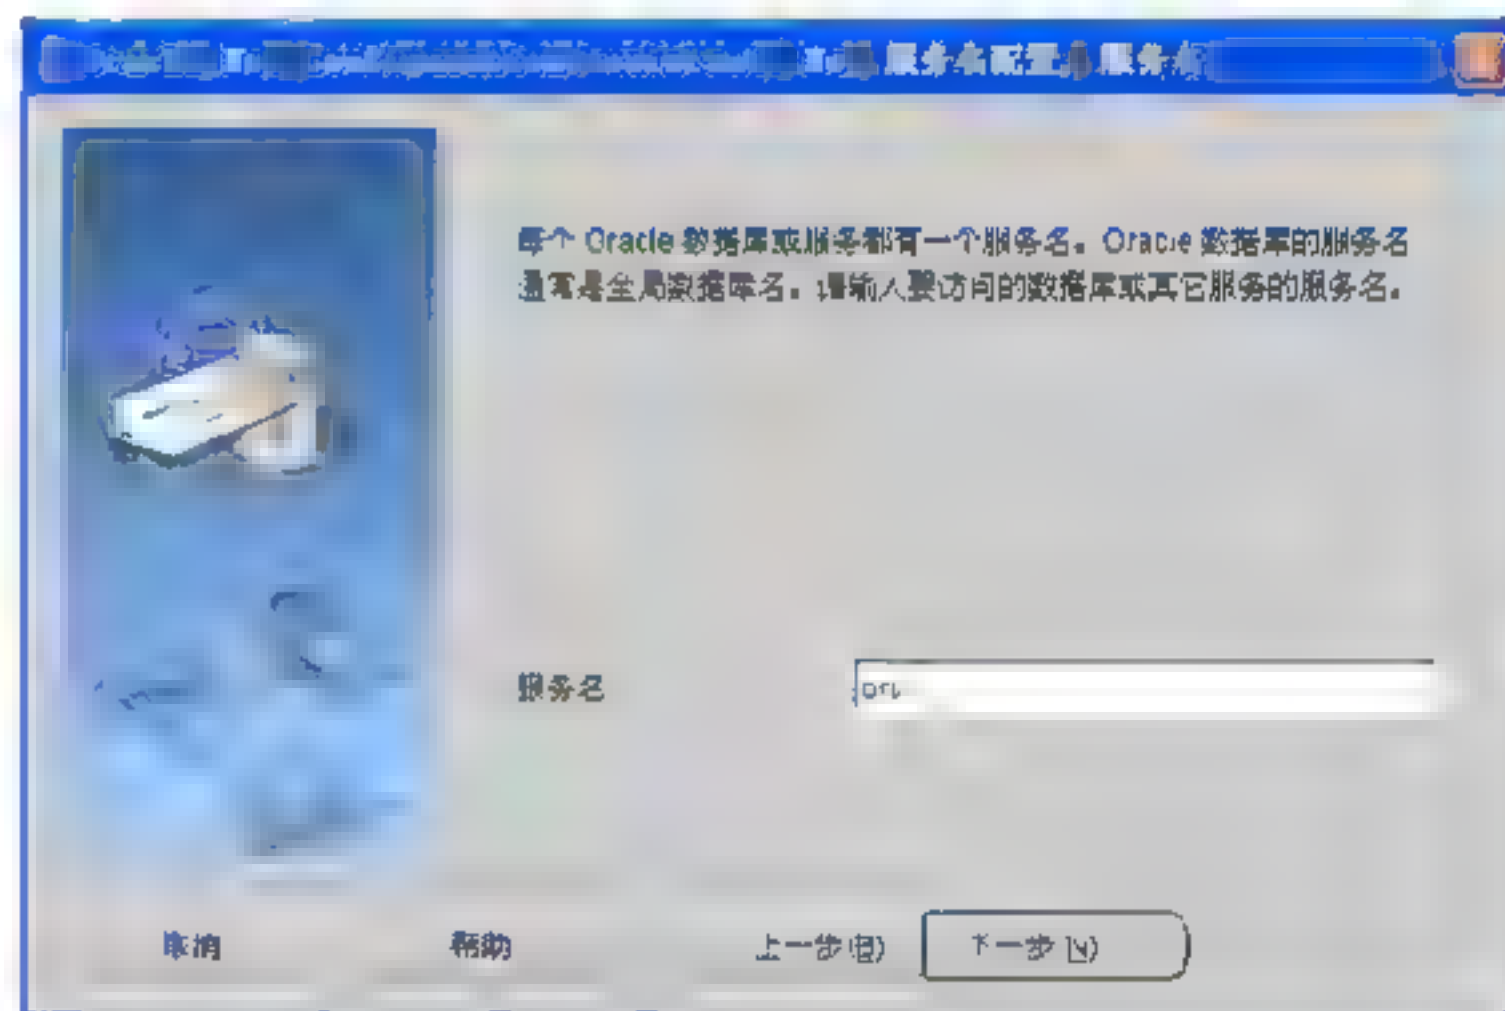 服务名配置, 服务名
每个 Oracle 数据库或服务都有一个服务名。Oracle 数据库的服务名
通常是全局数据库名。请输入要访问的数据库或其它服务的服务名。
服务名
取消 帮助 上一步(B) 下一步(N)